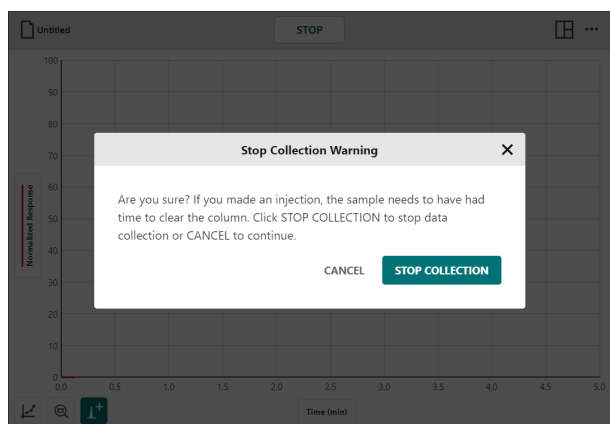 Untitled
STOP
•••
100
90
80
70
60
50
40
30
20
10
0
Normalized Response
Stop Collection Warning
Are you sure? If you made an injection, the sample needs to have had
time to clear the column. Click STOP COLLECTION to stop data
collection or CANCEL to continue.
CANCEL STOP COLLECTION
0.0 0.5 1.0 1.5 2.0 2.5 3.0 3.5 4.0 4.5 5.0
Time (min)